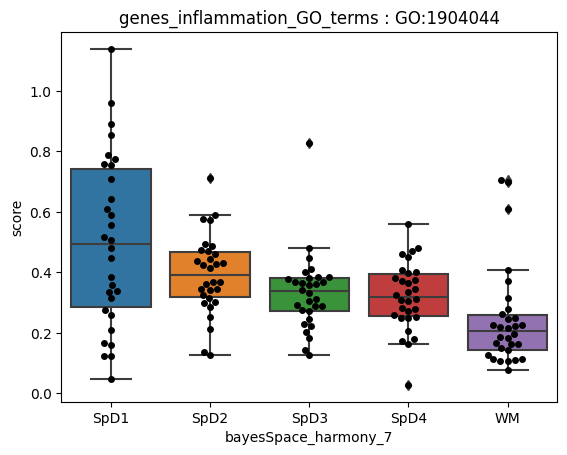 genes_inflammation_GO_terms : GO:1904044
score
1.0
0.8
0.6
0.4
0.2
0.0
SpD1 SpD2 SpD3 SpD4 WM
bayesSpace_harmony_7